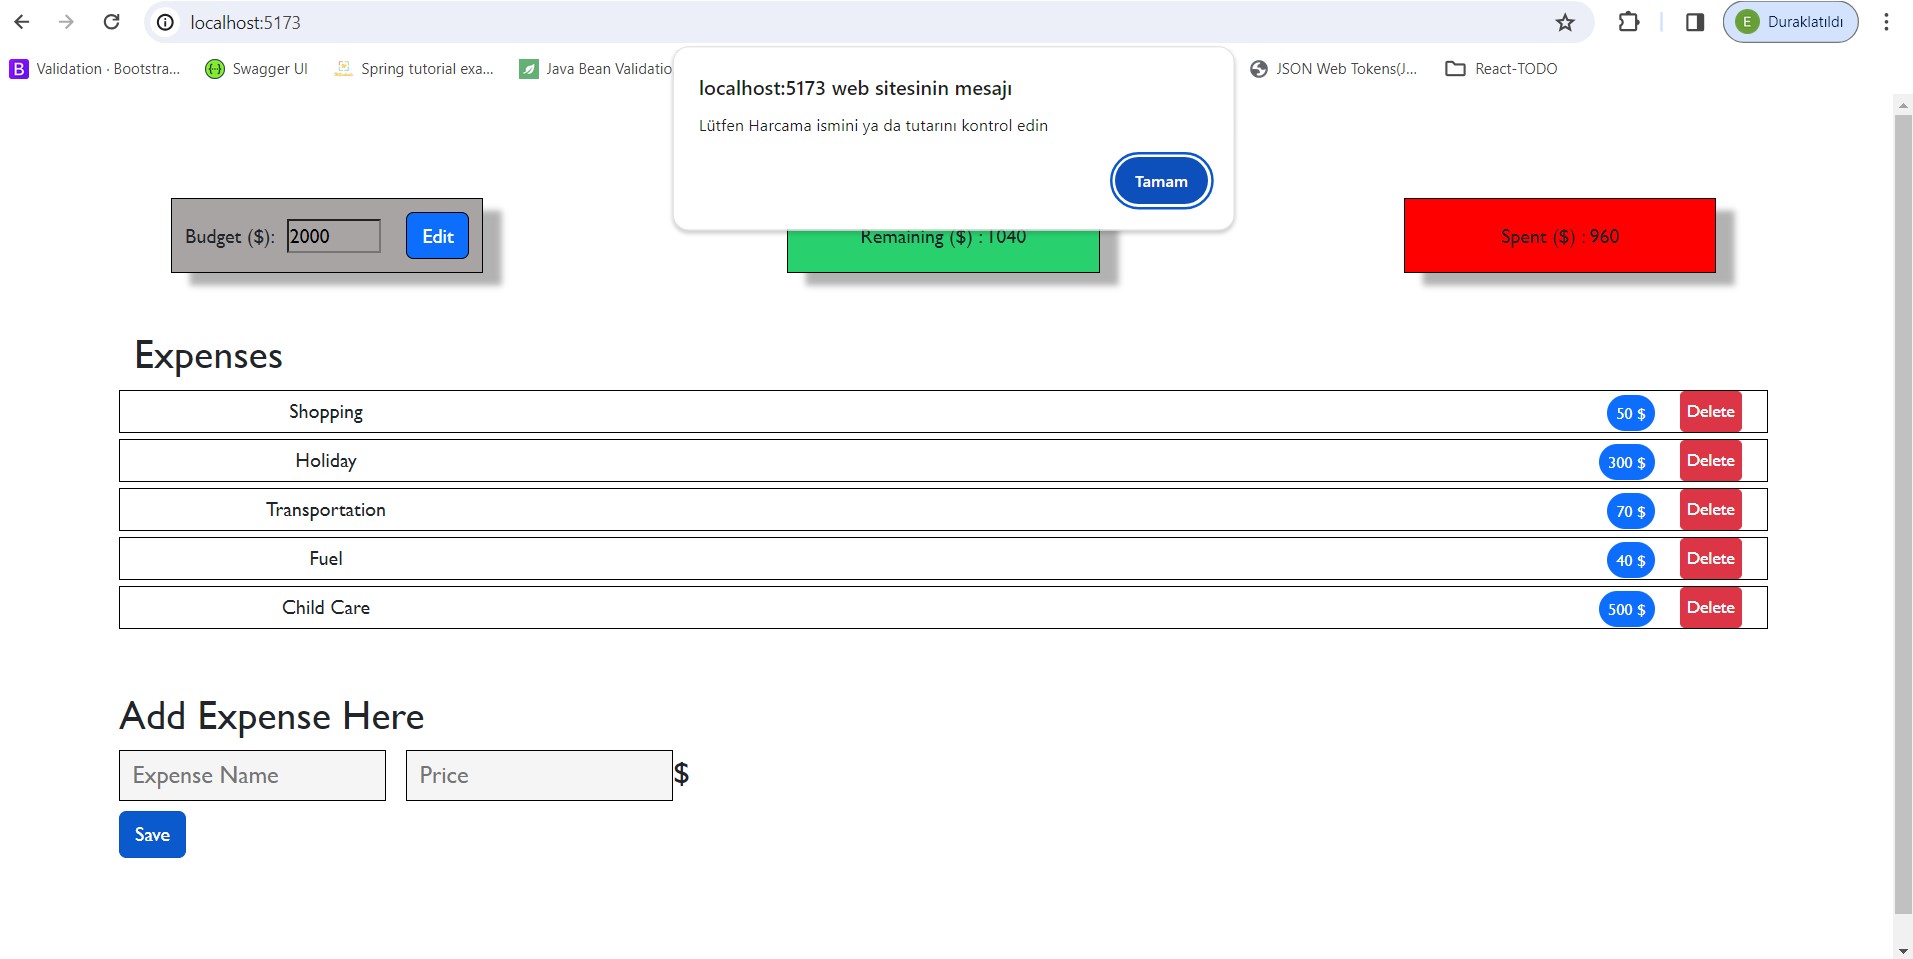 localhost:5173
E Duraklatıldı
B Validation · Bootstra...
Swagger UI
Spring tutorial exa...
Java Bean Validatio
JSON Web Tokens(J...
React-TODO
localhost:5173 web sitesinin mesajı
Lütfen Harcama ismini ya da tutarını kontrol edin
Tamam
Budget ($): 2000 Edit
Remaining ($) : 1040
Spent ($) : 960
Expenses
Shopping 50 $ Delete
Holiday 300 $ Delete
Transportation 70 $ Delete
Fuel 40 $ Delete
Child Care 500 $ Delete
Add Expense Here
Expense Name Price $
Save